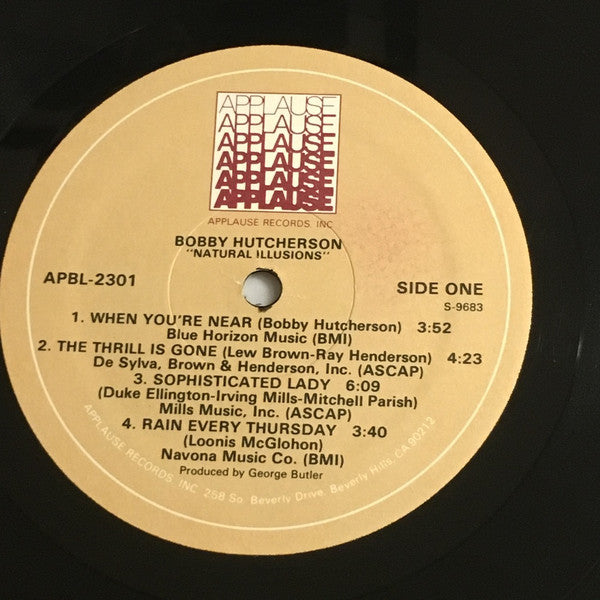 APPLAUSE
APPLAUSE
APPLAUSE
APPLAUSE
APPLAUSE
APPLAUSE
APPLAUSE RECORDS INC
BOBBY HUTCHERSON
"NATURAL ILLUSIONS"
APBL-2301
SIDE ONE
S-9683
1. WHEN YOU'RE NEAR (Bobby Hutcherson) 3:52
Blue Horizon Music (BMI)
2. THE THRILL IS GONE (Lew Brown-Ray Henderson) 4:23
De Sylva, Brown & Henderson, Inc. (ASCAP)
3. SOPHISTICATED LADY 6:09
(Duke Ellington-Irving Mills-Mitchell Parish)
Mills Music, Inc. (ASCAP)
4. RAIN EVERY THURSDAY 3:40
(Loonis McGlohon)
Navona Music Co. (BMI)
Produced by George Butler
APPLAUSE RECORDS, INC. 258 So. Beverly Drive, Beverly Hills, CA 90212